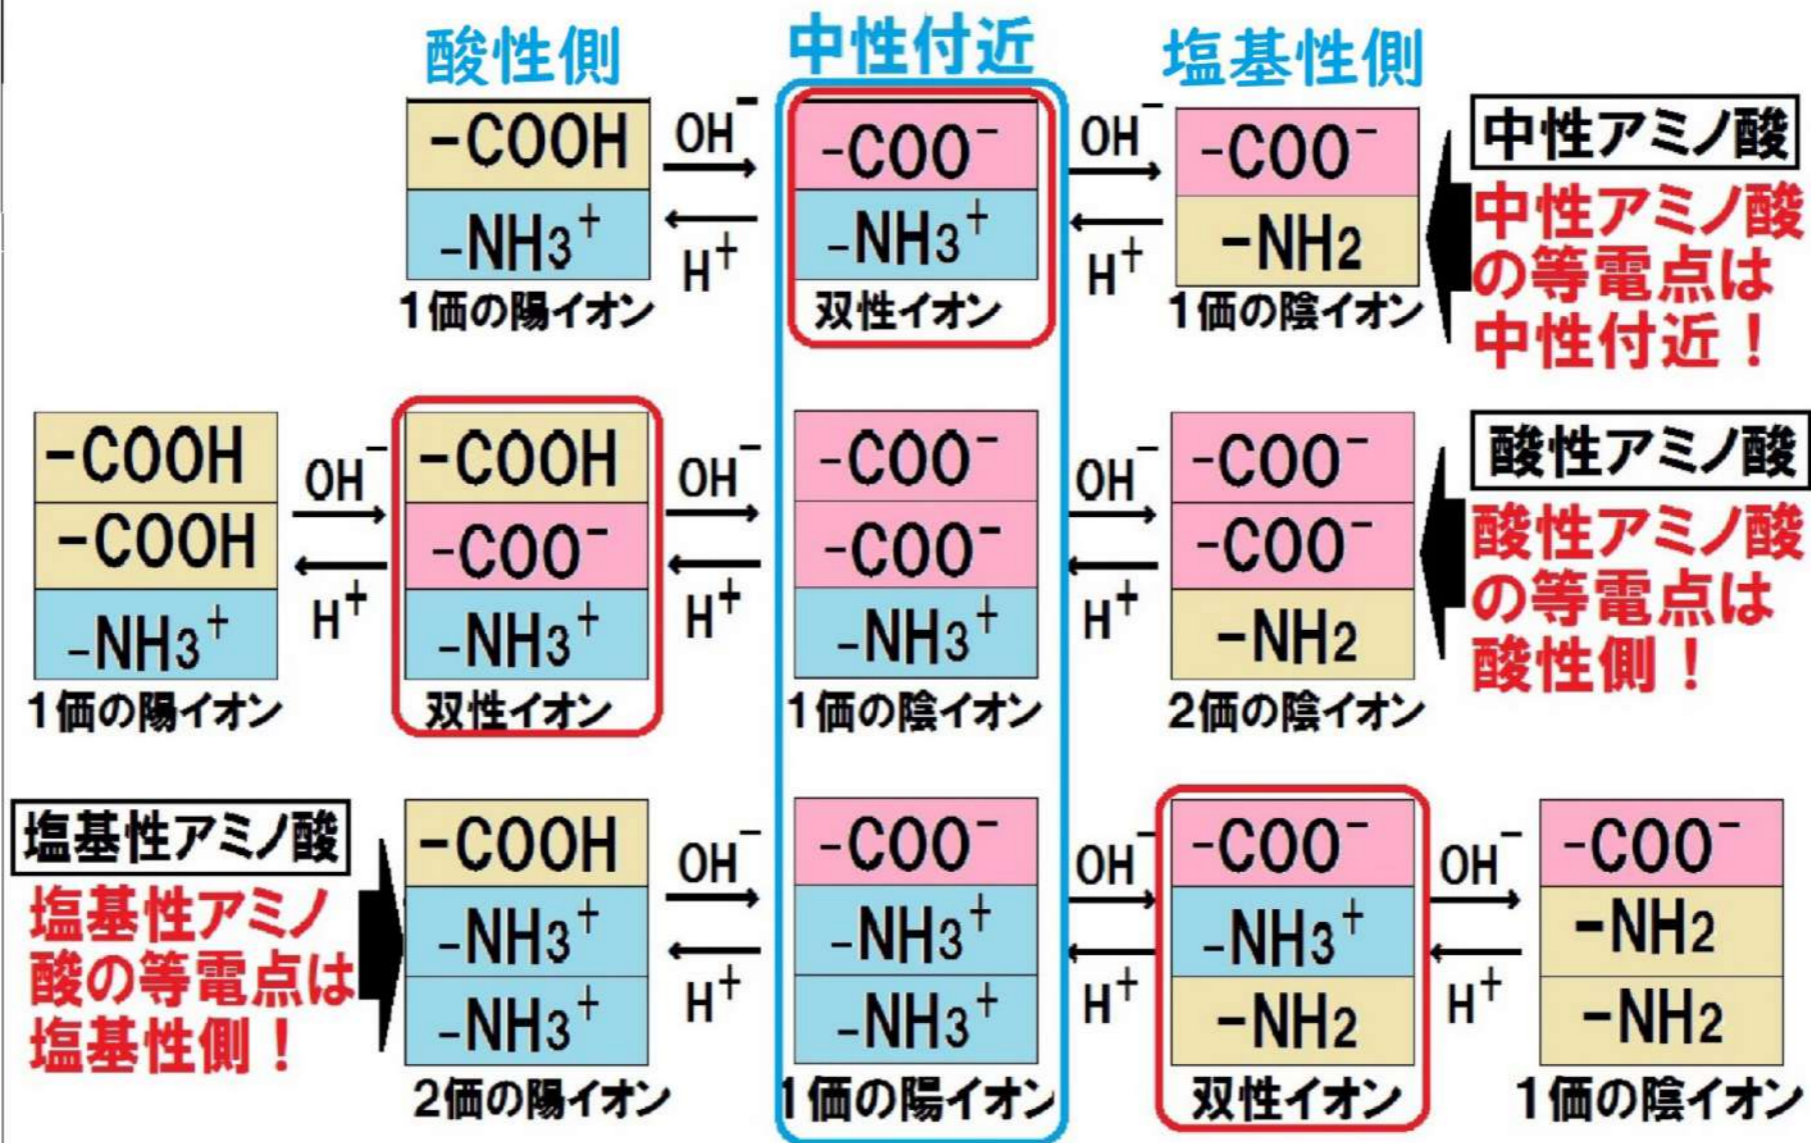 酸性側
中性付近
塩基性側
-COOH
-NH3+
1価の陽イオン
OH-
H+
-COO-
-NH3+
双性イオン
OH-
H+
-COO-
-NH2
1価の陰イオン
中性アミノ酸
中性アミノ酸
の等電点は
中性付近！
-COOH
-COOH
-NH3+
1価の陽イオン
OH-
H+
-COOH
-COO-
-NH3+
双性イオン
OH-
H+
-COO-
-COO-
-NH3+
1価の陰イオン
OH-
H+
-COO-
-COO-
-NH2
2価の陰イオン
酸性アミノ酸
酸性アミノ酸
の等電点は
酸性側！
塩基性アミノ酸
塩基性アミノ
酸の等電点は
塩基性側！
-COOH
-NH3+
-NH3+
2価の陽イオン
OH-
H+
-COO-
-NH3+
-NH3+
1価の陽イオン
OH-
H+
-COO-
-NH3+
-NH2
双性イオン
OH-
H+
-COO-
-NH2
-NH2
1価の陰イオン